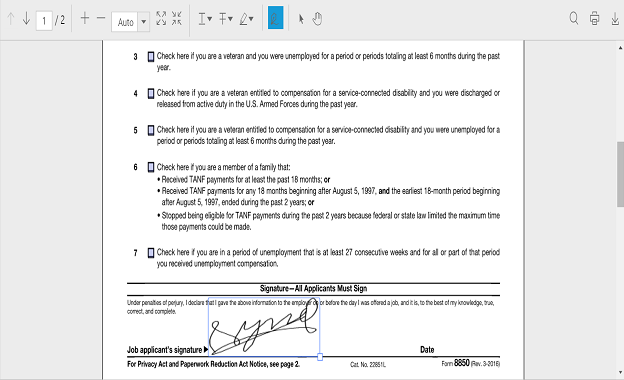 1 / 2 Auto
3 Check here if you are a veteran and you were unemployed for a period or periods totaling at least 6 months during the past
year.
4 Check here if you are a veteran entitled to compensation for a service-connected disability and you were discharged or
released from active duty in the U.S. Armed Forces during the past year.
5 Check here if you are a veteran entitled to compensation for a service-connected disability and you were unemployed for a
period or periods totaling at least 6 months during the past year.
6 Check here if you are a member of a family that:
• Received TANF payments for at least the past 18 months; or
• Received TANF payments for any 18 months beginning after August 5, 1997, and the earliest 18-month period beginning
after August 5, 1997, ended during the past 2 years; or
• Stopped being eligible for TANF payments during the past 2 years because federal or state law limited the maximum time
those payments could be made.
7 Check here if you are in a period of unemployment that is at least 27 consecutive weeks and for all or part of that period
you received unemployment compensation.
Signature—All Applicants Must Sign
Under penalties of perjury, I declare that I gave the above information to the employer on or before the day I was offered a job, and it is, to the best of my knowledge, true,
correct, and complete.
Job applicant's signature ▶ Date
For Privacy Act and Paperwork Reduction Act Notice, see page 2. Cat. No. 22851L Form 8850 (Rev. 3-2016)